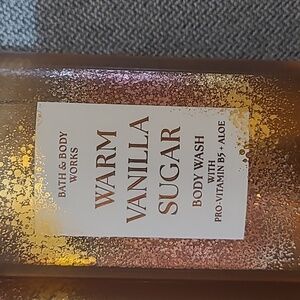 BATH & BODY
WORKS
WARM
VANILLA
SUGAR
BODY WASH
WITH
PRO-VITAMIN B5 + ALOE